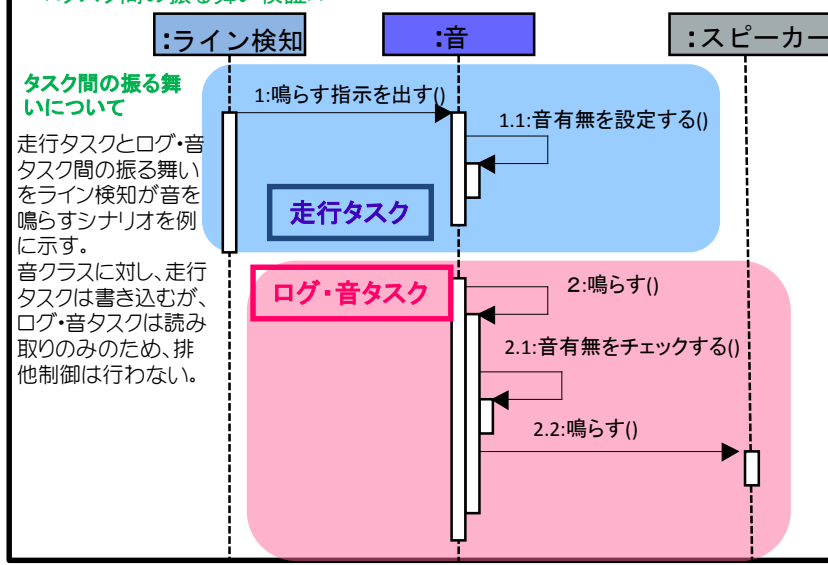 :ライン検知
:音
:スピーカー
タスク間の振る舞
いについて
走行タスクとログ・音
タスク間の振る舞い
をライン検知が音を
鳴らすシナリオを例
に示す。
音クラスに対し、走行
タスクは書き込むが、
ログ・音タスクは読み
取りのみのため、排
他制御は行わない。
1:鳴らす指示を出す()
1.1:音有無を設定する()
走行タスク
ログ・音タスク
2:鳴らす()
2.1:音有無をチェックする()
2.2:鳴らす()